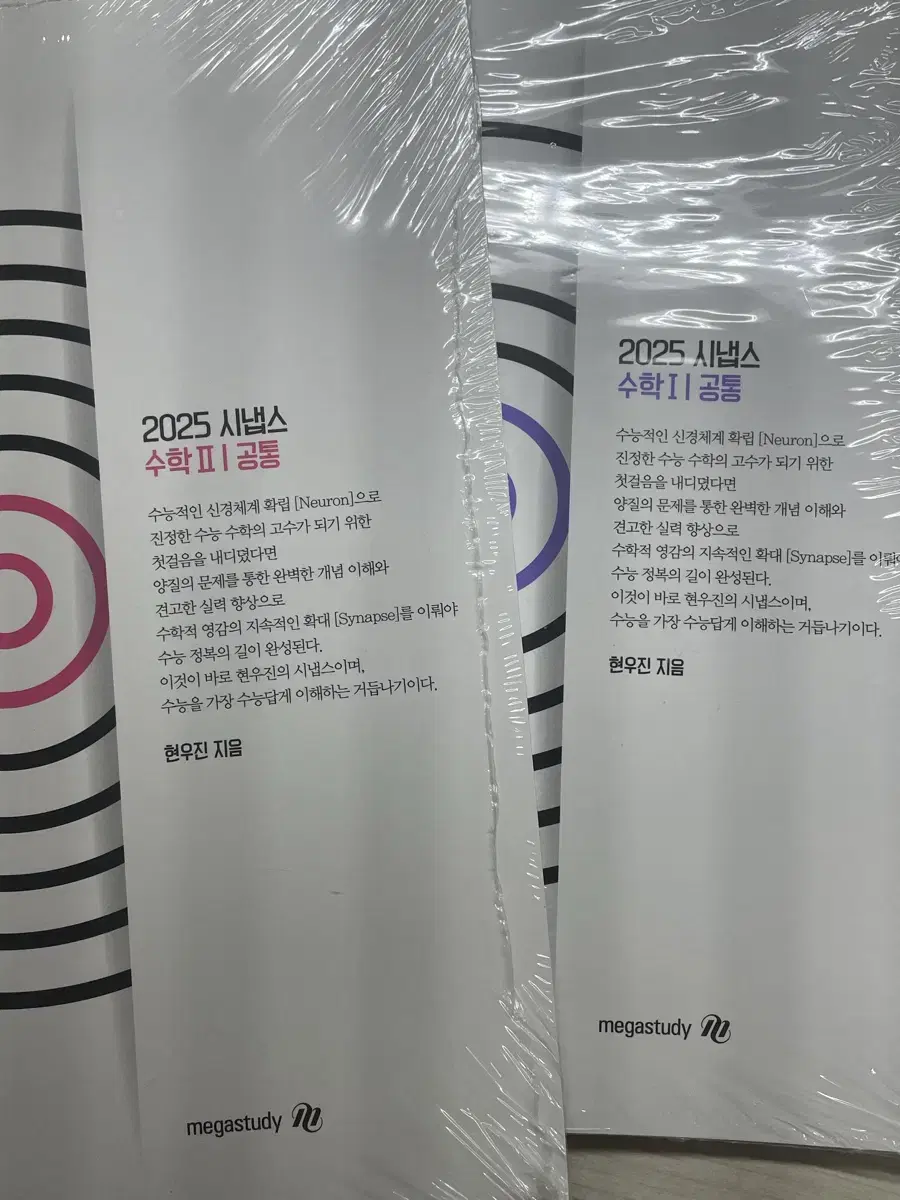 2025 시냅스
수학Ⅱ | 공통
수능적인 신경체계 확립 [Neuron]으로
진정한 수능 수학의 고수가 되기 위한
첫걸음을 내디뎠다면
양질의 문제를 통한 완벽한 개념 이해와
견고한 실력 향상으로
수학적 영감의 지속적인 확대 [Synapse]를 이뤄야
수능 정복의 길이 완성된다.
이것이 바로 현우진의 시냅스이며,
수능을 가장 수능답게 이해하는 거듭나기이다.
현우진 지음
megastudy
2025 시냅스
수학Ⅰ | 공통
수능적인 신경체계 확립 [Neuron]으로
진정한 수능 수학의 고수가 되기 위한
첫걸음을 내디뎠다면
양질의 문제를 통한 완벽한 개념 이해와
견고한 실력 향상으로
수학적 영감의 지속적인 확대 [Synapse]를
수능 정복의 길이 완성된다.
이것이 바로 현우진의 시냅스이며,
수능을 가장 수능답게 이해하는 거듭나기이다.
현우진 지음
megastudy